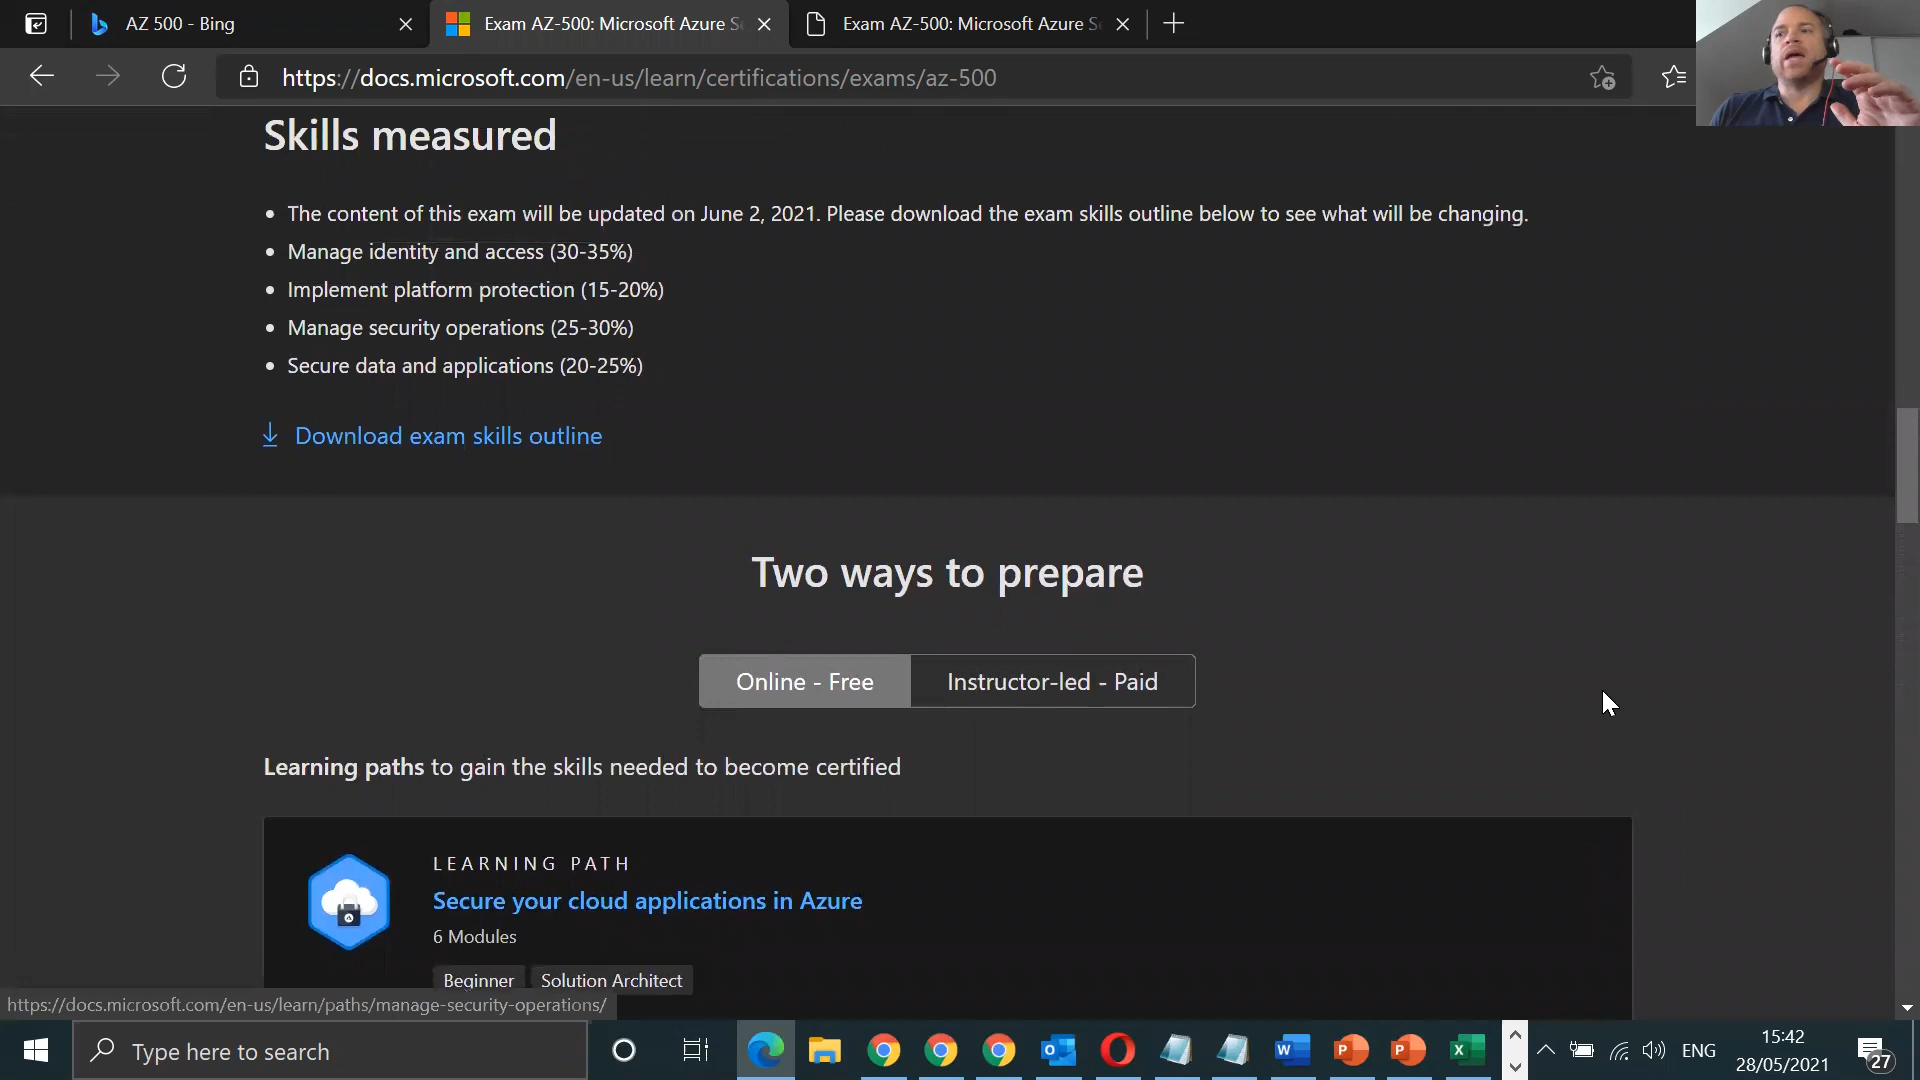 AZ 500 - Bing
Exam AZ-500: Microsoft Azure S
Exam AZ-500: Microsoft Azure S
https://docs.microsoft.com/en-us/learn/certifications/exams/az-500
Skills measured
The content of this exam will be updated on June 2, 2021. Please download the exam skills outline below to see what will be changing.
Manage identity and access (30-35%)
Implement platform protection (15-20%)
Manage security operations (25-30%)
Secure data and applications (20-25%)
Download exam skills outline
Two ways to prepare
Online - Free
Instructor-led - Paid
Learning paths to gain the skills needed to become certified
LEARNING PATH
Secure your cloud applications in Azure
6 Modules
Beginner
Solution Architect
https://docs.microsoft.com/en-us/learn/paths/manage-security-operations/
Type here to search
ENG
15:42
28/05/2021
27